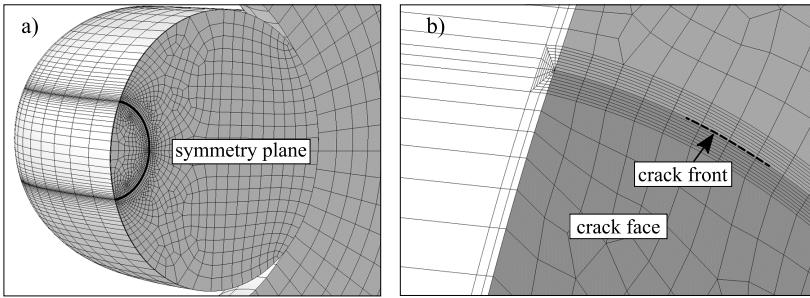 a)
symmetry plane
b)
crack front
crack face